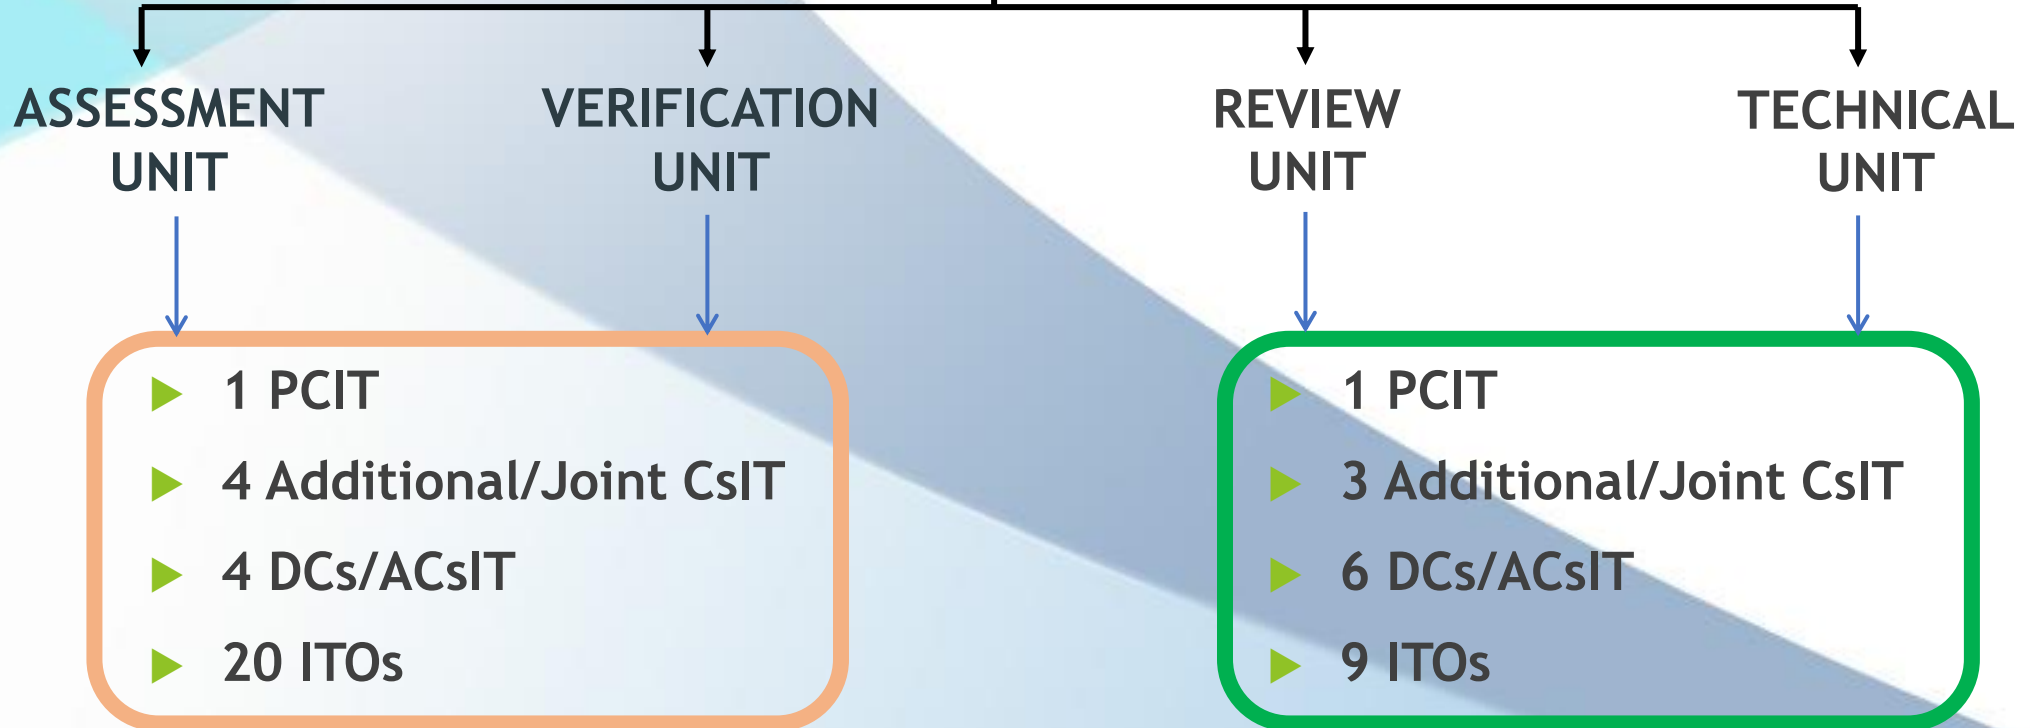 ASSESSMENT
UNIT
VERIFICATION
UNIT
REVIEW
UNIT
TECHNICAL
UNIT
1 PCIT
4 Additional/Joint CsIT
4 DCs/ACsIT
20 ITOs
1 PCIT
3 Additional/Joint CsIT
6 DCs/ACsIT
9 ITOs